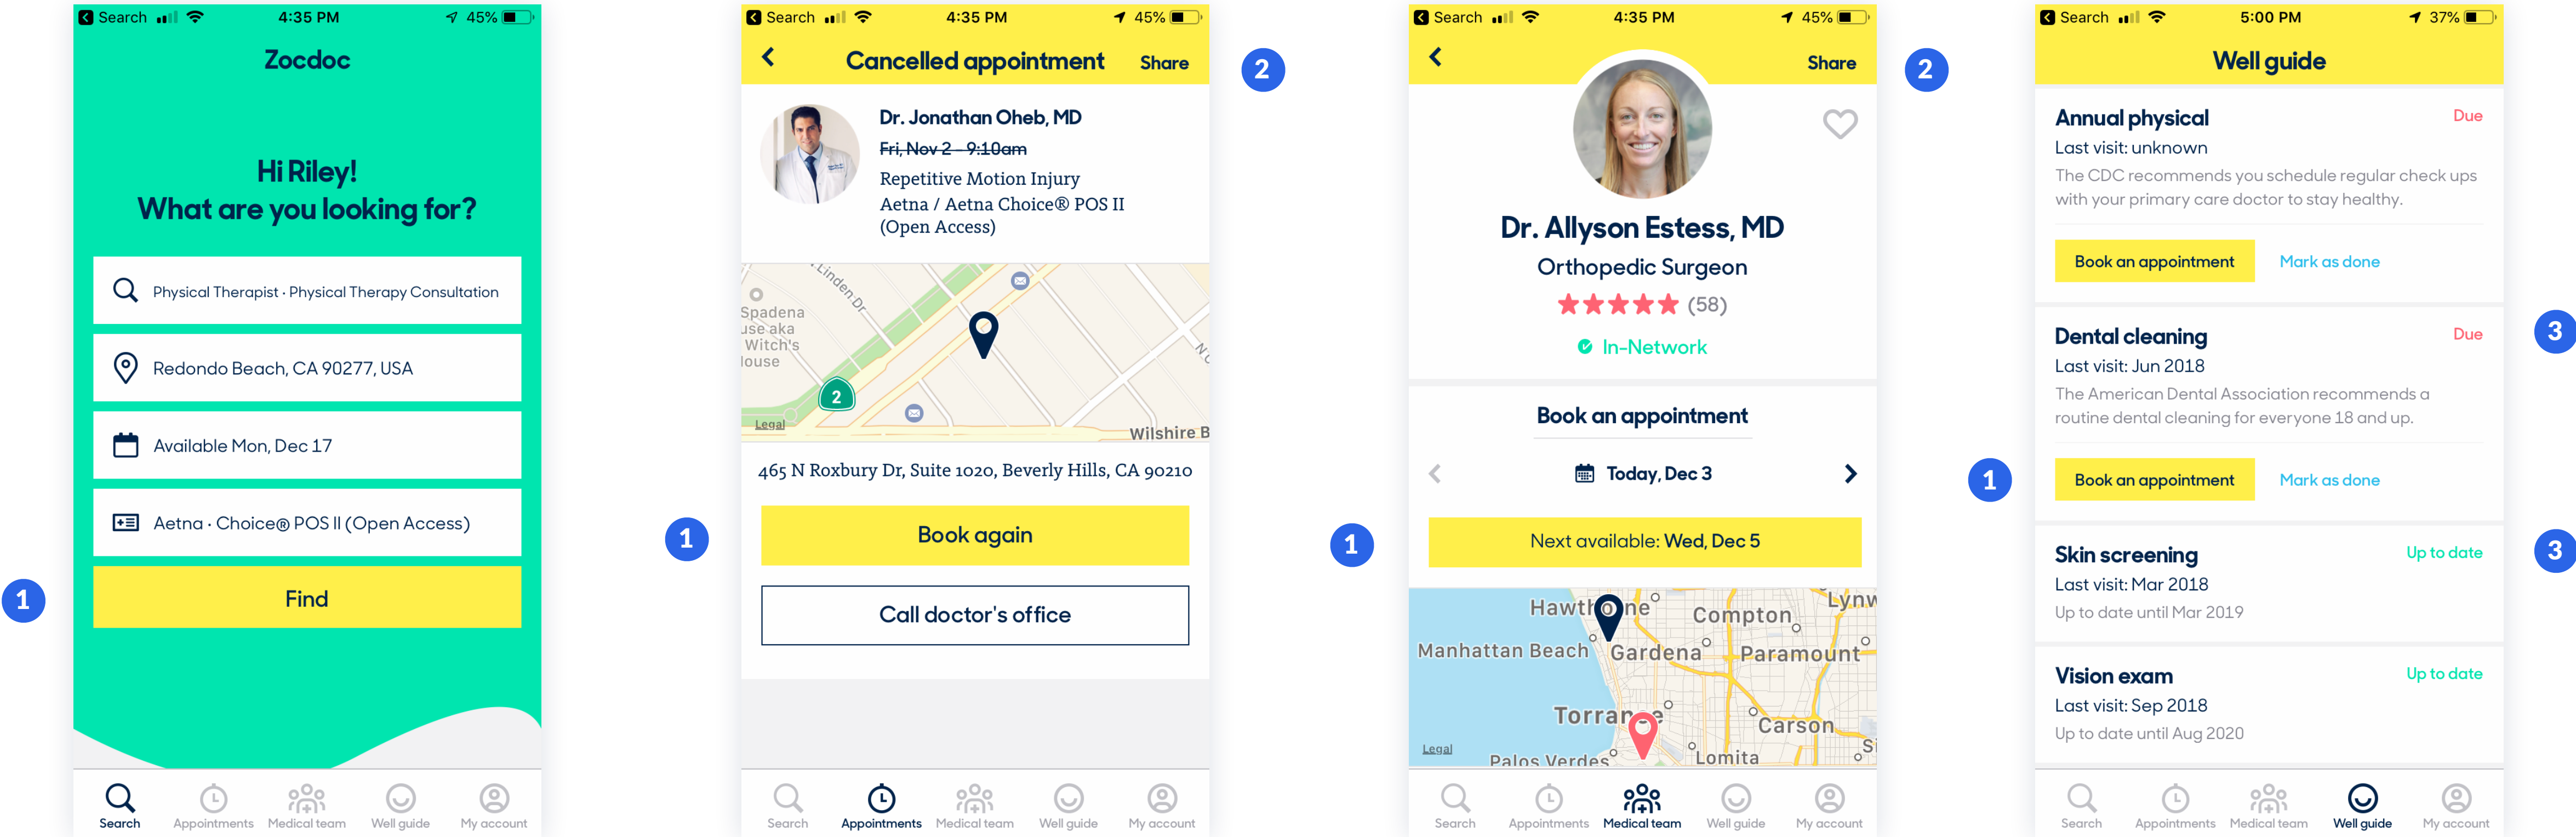 Search
4:35 PM
45%
Zocdoc
Hi Riley!
What are you looking for?
Physical Therapist · Physical Therapy Consultation
Redondo Beach, CA 90277, USA
Available Mon, Dec 17
Aetna · Choice® POS II (Open Access)
1
Find
Search
Appointments
Medical team
Well guide
My account
Search
4:35 PM
45%
Cancelled appointment
Share
2
Dr. Jonathan Oheb, MD
Fri, Nov 2 - 9:10am
Repetitive Motion Injury
Aetna / Aetna Choice® POS II
(Open Access)
Linden Dr
Spadena
use aka
Witch's
House
2
Legal
Wilshire B
465 N Roxbury Dr, Suite 1020, Beverly Hills, CA 90210
1
Book again
Call doctor's office
Search
Appointments
Medical team
Well guide
My account
Search
4:35 PM
45%
Share
2
Dr. Allyson Estess, MD
Orthopedic Surgeon
(58)
In-Network
Book an appointment
Today, Dec 3
1
Next available: Wed, Dec 5
Hawthorne
Compton
Lynw
Manhattan Beach
Gardena
Paramount
Torrance
Carson
Legal
Palos Verdes
Lomita
Si
Search
Appointments
Medical team
Well guide
My account
Search
5:00 PM
37%
Well guide
Annual physical
Due
Last visit: unknown
The CDC recommends you schedule regular check ups
with your primary care doctor to stay healthy.
Book an appointment
Mark as done
Dental cleaning
Due
3
Last visit: Jun 2018
The American Dental Association recommends a
routine dental cleaning for everyone 18 and up.
1
Book an appointment
Mark as done
Skin screening
Up to date
3
Last visit: Mar 2018
Up to date until Mar 2019
Vision exam
Up to date
Last visit: Sep 2018
Up to date until Aug 2020
Search
Appointments
Medical team
Well guide
My account